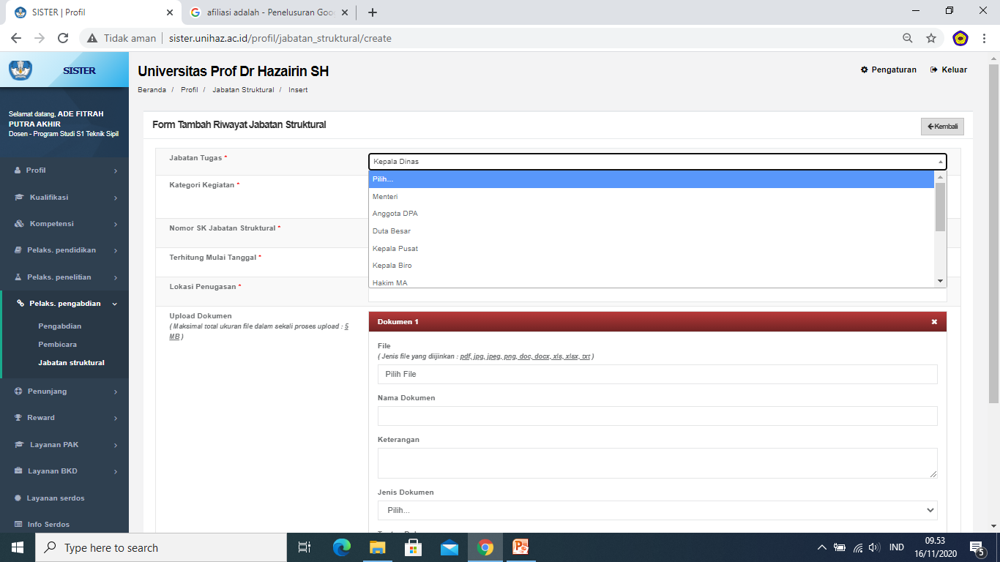 SISTER | Profil
afiliasi adalah - Penelusuran Goo
Tidak aman
sister.unihaz.ac.id/profil/jabatan_struktural/create
SISTER
Universitas Prof Dr Hazairin SH
Pengaturan
Keluar
Beranda / Profil / Jabatan Struktural / Insert
Selamat datang, ADE FITRAH
PUTRA AKHIR
Dosen - Program Studi S1 Teknik Sipil
Profil
Kualifikasi
Kompetensi
Pelaks. pendidikan
Pelaks. penelitian
Pelaks. pengabdian
Pengabdian
Pembicara
Jabatan struktural
Penunjang
Reward
Layanan PAK
Layanan BKD
Layanan serdos
Info Serdos
Form Tambah Riwayat Jabatan Struktural
Kembali
Jabatan Tugas *
Kepala Dinas
Pilih...
Menteri
Anggota DPA
Duta Besar
Kepala Pusat
Kepala Biro
Hakim MA
Kategori Kegiatan *
Nomor SK Jabatan Struktural *
Terhitung Mulai Tanggal *
Lokasi Penugasan *
Upload Dokumen
( Maksimal total ukuran file dalam sekali proses upload : 5
MB )
Dokumen 1
File
( Jenis file yang diijinkan : pdf, jpg, jpeg, png, doc, docx, xls, xlsx, txt )
Pilih File
Nama Dokumen
Keterangan
Jenis Dokumen
Pilih...
Type here to search
IND
09.53
16/11/2020
5